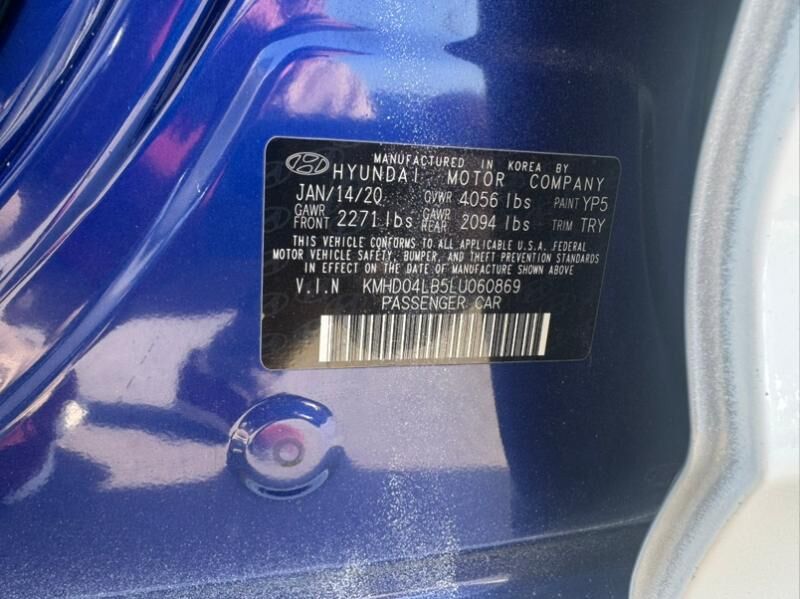 MANUFACTURED IN KOREA BY
HYUNDAI MOTOR COMPANY
JAN/14/20 GVWR 4056 lbs PAINT YP5
GAWR FRONT 2271 lbs GAWR REAR 2094 lbs TRIM TRY
THIS VEHICLE CONFORMS TO ALL APPLICABLE U.S.A. FEDERAL
MOTOR VEHICLE SAFETY, BUMPER, AND THEFT PREVENTION STANDARDS
IN EFFECT ON THE DATE OF MANUFACTURE SHOWN ABOVE.
V.I.N KMHD04LB5LU060869
PASSENGER CAR